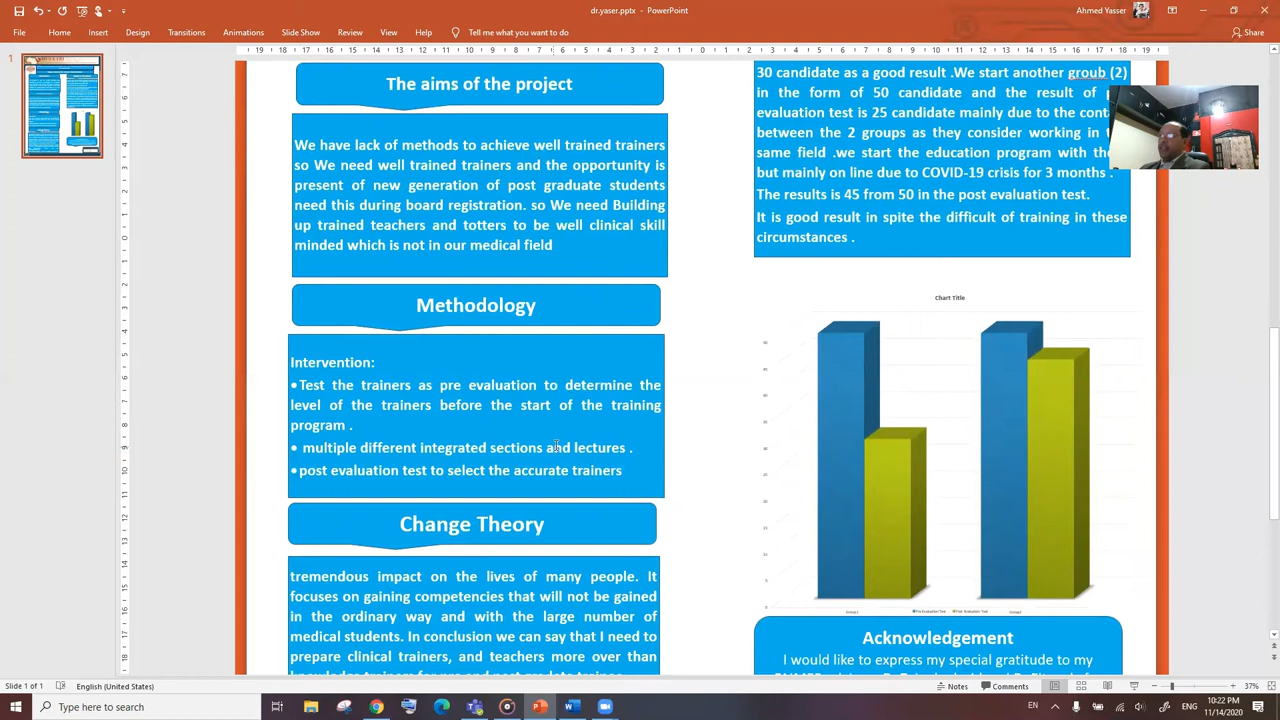 dr.yaser.pptx - PowerPoint
Ahmed Yasser
File Home Insert Design Transitions Animations Slide Show Review View Help Tell me what you want to do
Share
1
The aims of the project
We have lack of methods to achieve well trained trainers
so We need well trained trainers and the opportunity is
present of new generation of post graduate students
need this during board registration. so We need Building
up trained teachers and totters to be well clinical skill
minded which is not in our medical field
Methodology
Intervention:
•Test the trainers as pre evaluation to determine the
level of the trainers before the start of the training
program .
• multiple different integrated sections and lectures .
•post evaluation test to select the accurate trainers
Change Theory
tremendous impact on the lives of many people. It
focuses on gaining competencies that will not be gained
in the ordinary way and with the large number of
medical students. In conclusion we can say that I need to
prepare clinical trainers, and teachers more over than
30 candidate as a good result .We start another groub (2)
in the form of 50 candidate and the result of
evaluation test is 25 candidate mainly due to the
between the 2 groups as they consider working in
same field .we start the education program with
but mainly on line due to COVID-19 crisis for 3 months .
The results is 45 from 50 in the post evaluation test.
It is good result in spite the difficult of training in these
circumstances .
Chart Title
Group1 Pre Evaluation Test Post Evaluation Test Group2
Acknowledgement
I would like to express my special gratitude to my
Slide 1 of 1 English (United States)
Notes Comments 37%
Type here to search
EN 10:22 PM
11/14/2020